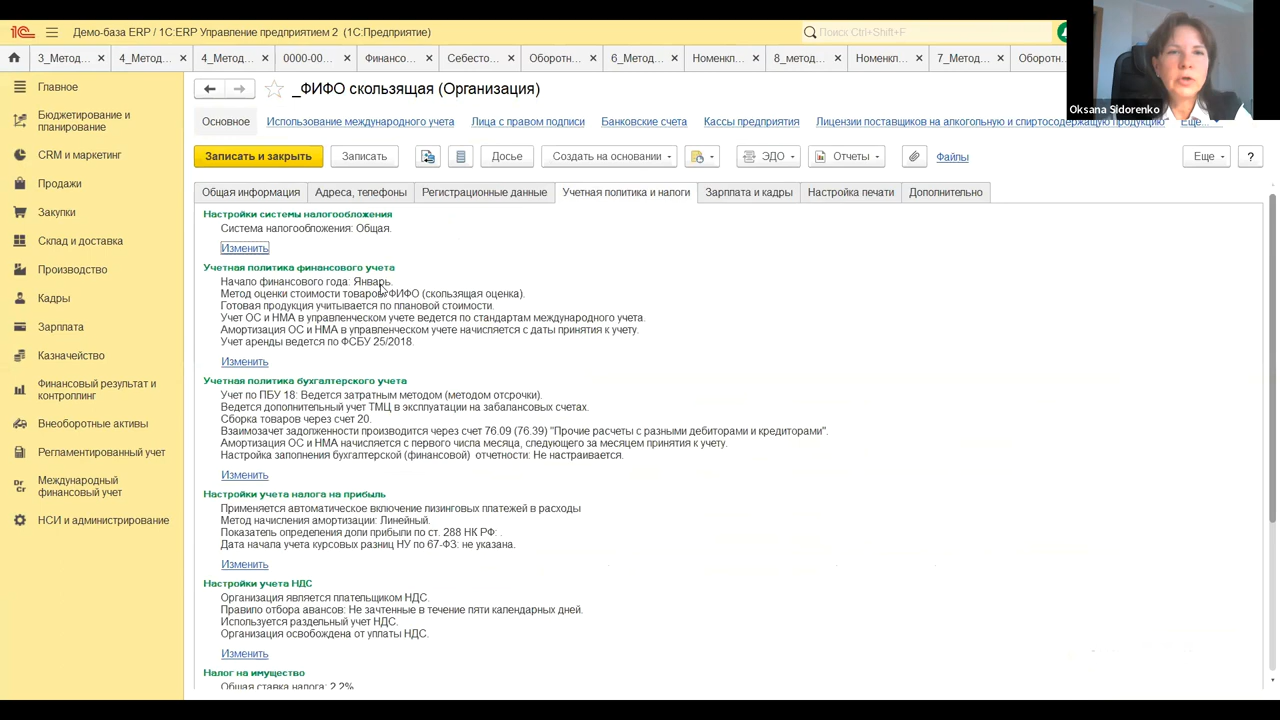 Демо-база ERP / 1С:ERP Управление предприятием 2 (1С:Предприятие)
Поиск Ctrl+Shift+F
3_Метод...
4_Метод...
4_Метод...
0000-00...
Финансо...
Себесто...
Оборотн...
6_Метод...
Номенкл...
8_метод...
Номенкл...
7_Метод...
Оборотн
Oksana Sidorenko
Главное
Бюджетирование и
планирование
CRM и маркетинг
Продажи
Закупки
Склад и доставка
Производство
Кадры
Зарплата
Казначейство
Финансовый результат и
контроллинг
Внеоборотные активы
Регламентированный учет
Международный
финансовый учет
НСИ и администрирование
_ФИФО скользящая (Организация)
Основное Использование международного учета Лица с правом подписи Банковские счета Кассы предприятия Лицензии поставщиков на алкогольную и спиртосодержащую продукцию Еще...
Записать и закрыть Записать Досье Создать на основании ЭДО Отчеты Файлы Еще ?
Общая информация Адреса, телефоны Регистрационные данные Учетная политика и налоги Зарплата и кадры Настройка печати Дополнительно
Настройки системы налогообложения
Система налогообложения: Общая.
Изменить
Учетная политика финансового учета
Начало финансового года: Январь.
Метод оценки стоимости товаров: ФИФО (скользящая оценка).
Готовая продукция учитывается по плановой стоимости.
Учет ОС и НМА в управленческом учете ведется по стандартам международного учета.
Амортизация ОС и НМА в управленческом учете начисляется с даты принятия к учету.
Учет аренды ведется по ФСБУ 25/2018.
Изменить
Учетная политика бухгалтерского учета
Учет по ПБУ 18: Ведется затратным методом (методом отсрочки).
Ведется дополнительный учет ТМЦ в эксплуатации на забалансовых счетах.
Сборка товаров через счет 20.
Взаимозачет задолженности производится через счет 76.09 (76.39) "Прочие расчеты с разными дебиторами и кредиторами".
Амортизация ОС и НМА начисляется с первого числа месяца, следующего за месяцем принятия к учету.
Настройка заполнения бухгалтерской (финансовой) отчетности: Не настраивается.
Изменить
Настройки учета налога на прибыль
Применяется автоматическое включение лизинговых платежей в расходы
Метод начисления амортизации: Линейный.
Показатель определения доли прибыли по ст. 288 НК РФ: .
Дата начала учета курсовых разниц НУ по 67-ФЗ: не указана.
Изменить
Настройки учета НДС
Организация является плательщиком НДС.
Правило отбора авансов: Не зачтенные в течение пяти календарных дней.
Используется раздельный учет НДС.
Организация освобождена от уплаты НДС.
Изменить
Налог на имущество
Общая ставка налога: 2,2%